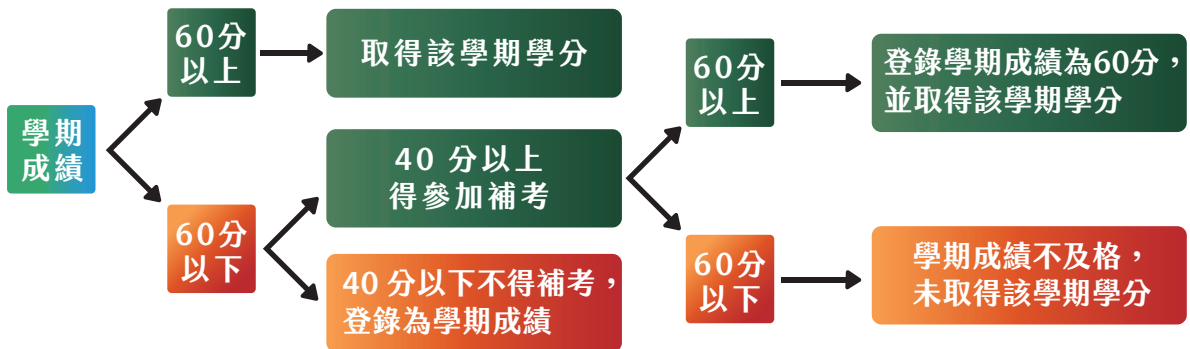 學期
成績
60分
以上
取得該學期學分
60分
以下
40 分以上
得參加補考
40 分以下不得補考，
登錄為學期成績
60分
以上
登錄學期成績為60分，
並取得該學期學分
60分
以下
學期成績不及格，
未取得該學期學分